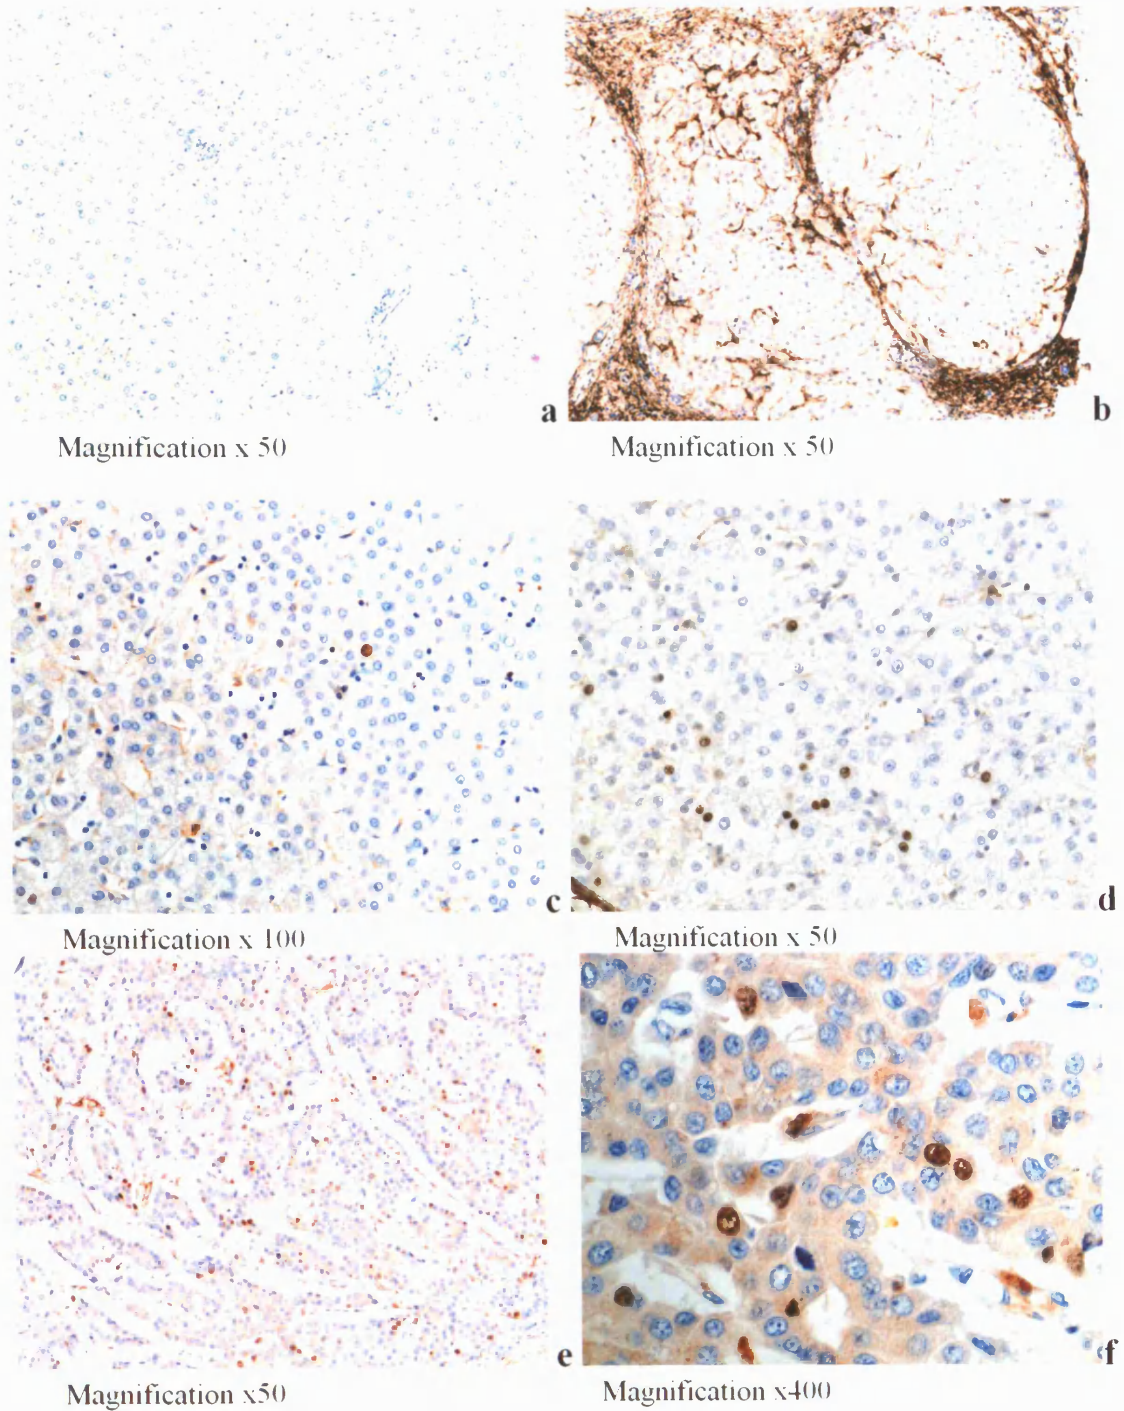 a
b
Magnification x 50
Magnification x 50
c
d
Magnification x 100
Magnification x 50
e
f
Magnification x50
Magnification x400